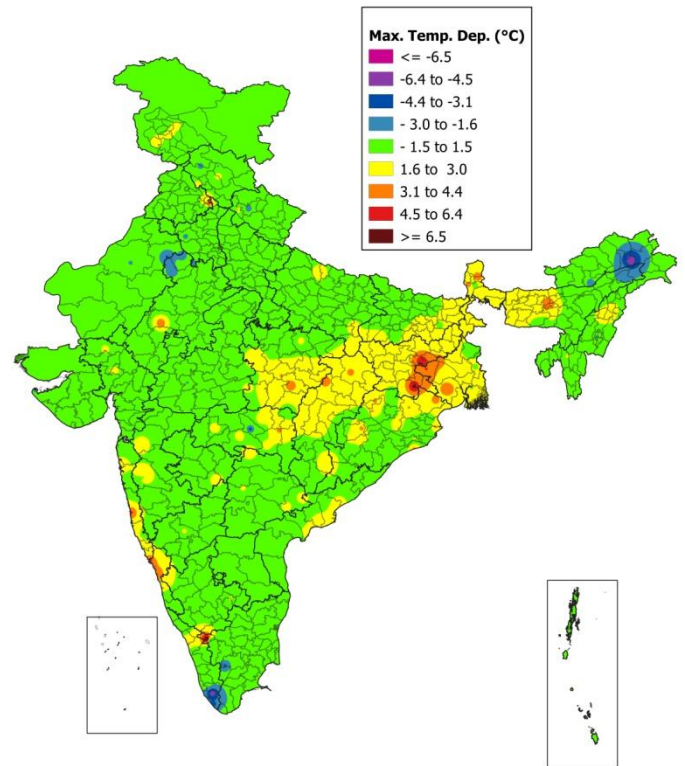 Max. Temp. Dep. (°C)
<= -6.5
-6.4 to -4.5
-4.4 to -3.1
- 3.0 to -1.6
- 1.5 to 1.5
1.6 to 3.0
3.1 to 4.4
4.5 to 6.4
>= 6.5